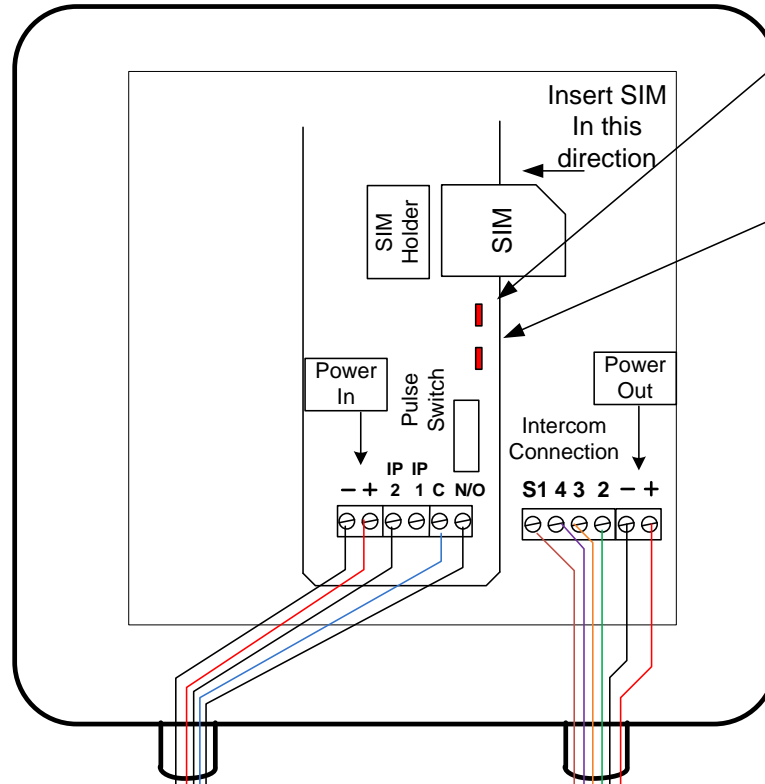 Insert SIM
In this
direction
SIM
Holder
SIM
Power
In
Pulse
Switch
Power
Out
Intercom
Connection
IP IP
− + 2 1 C N/O
S1 4 3 2 − +